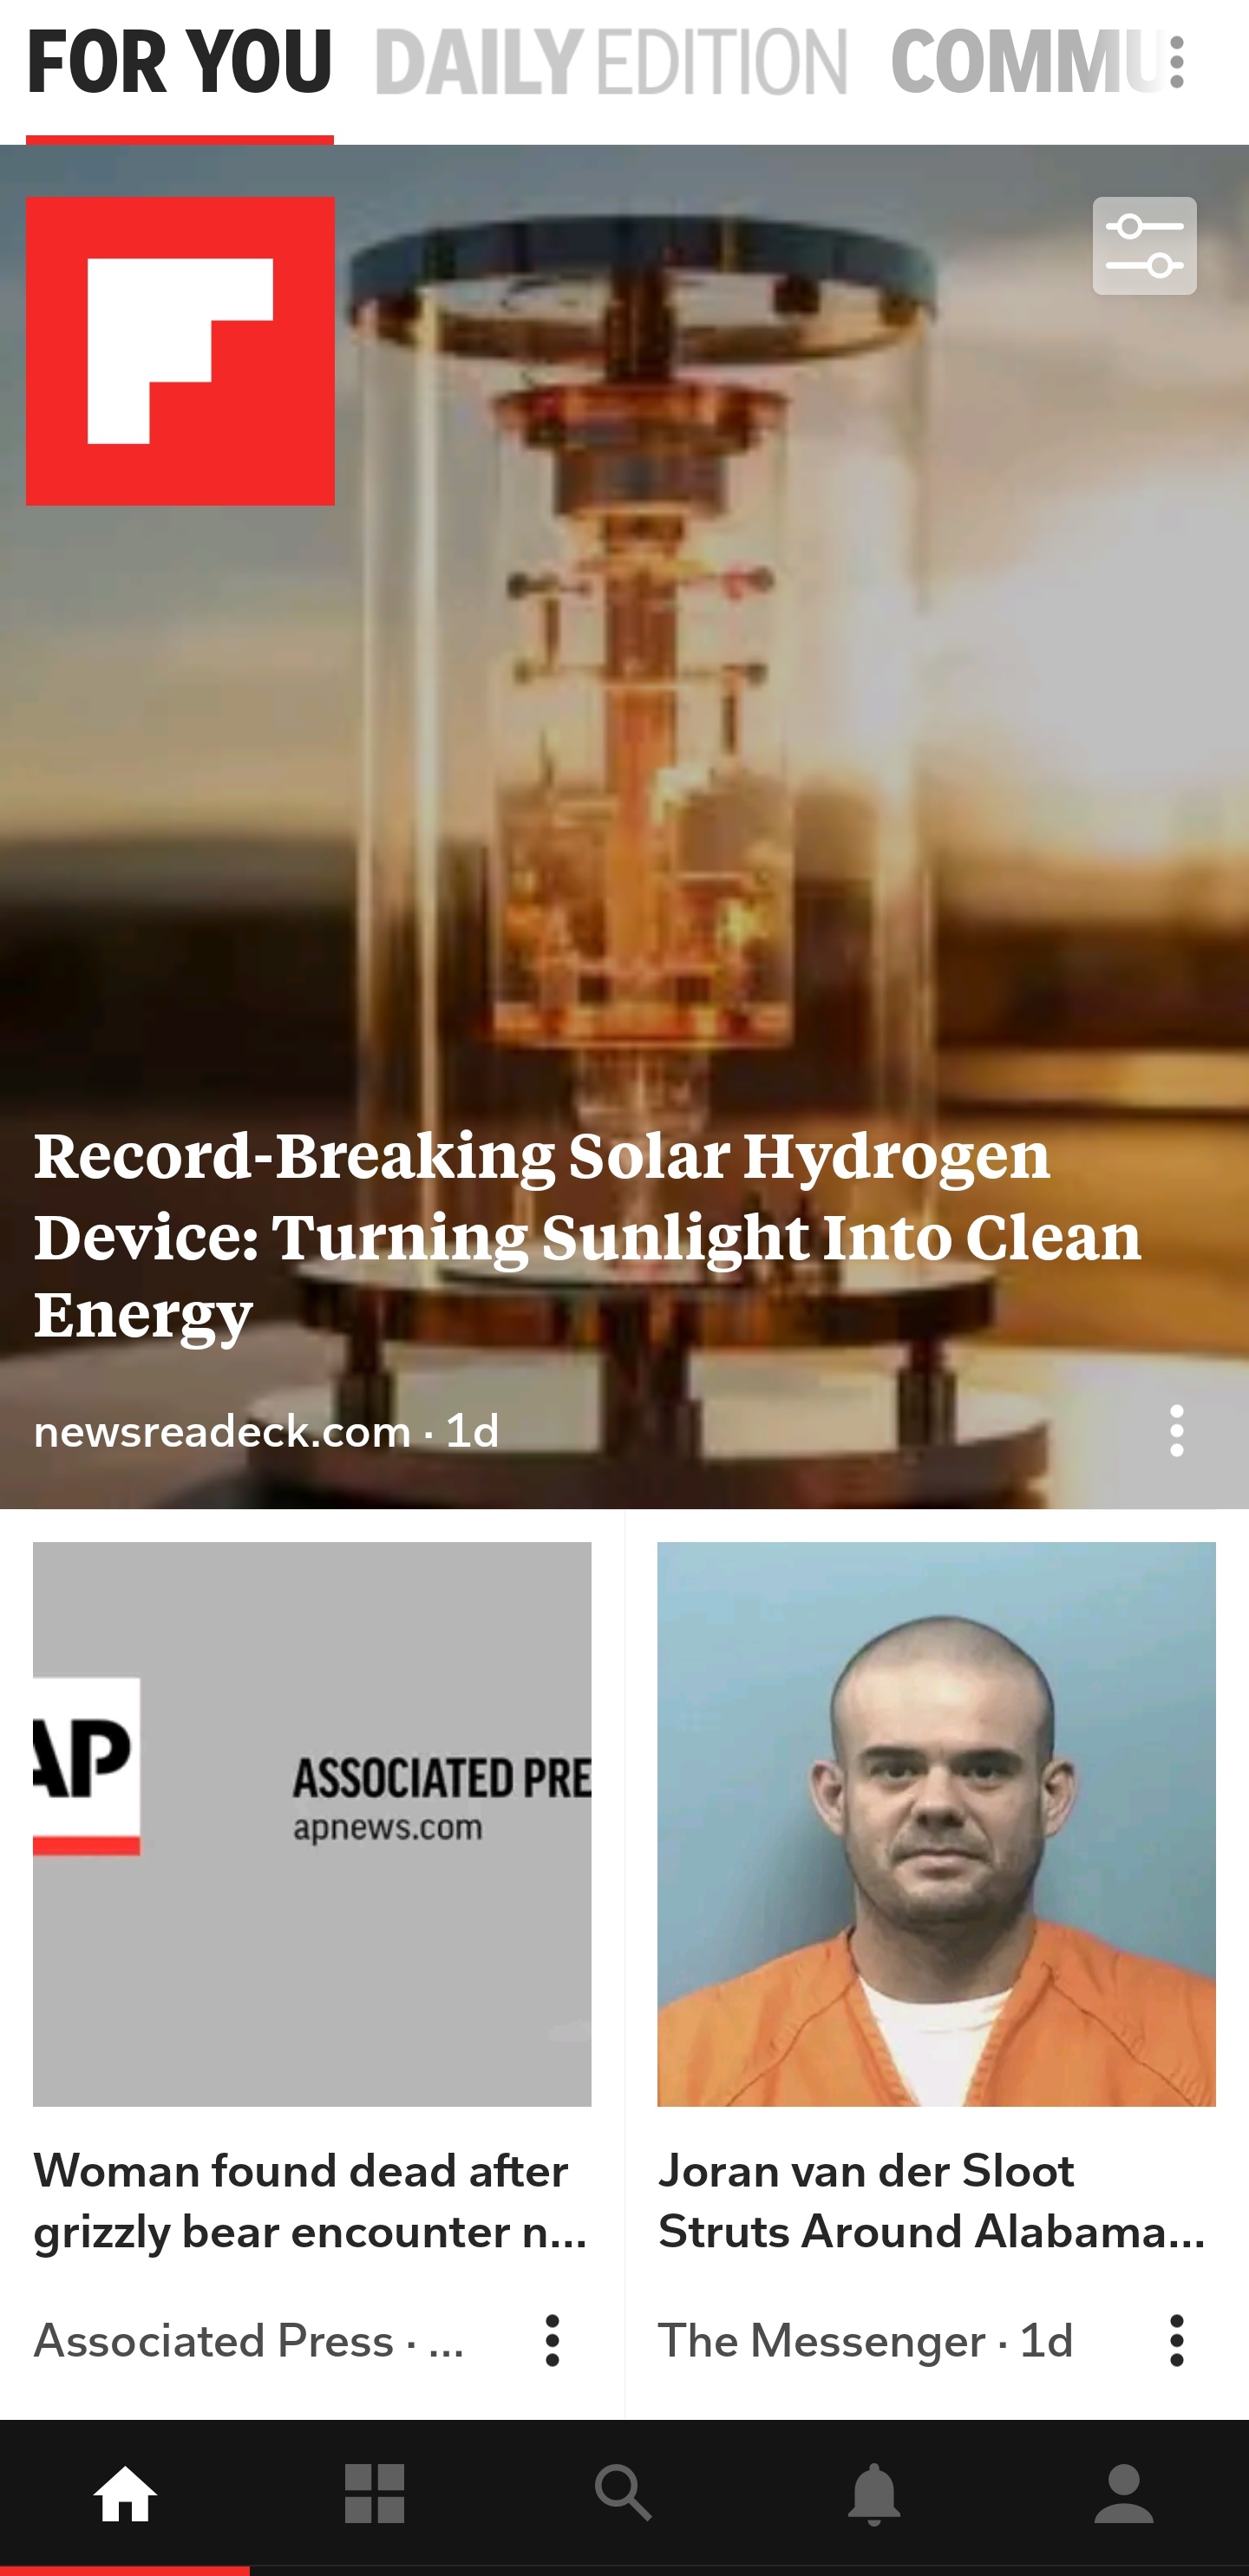 FOR YOU DAILY EDITION COMMU
Record-Breaking Solar Hydrogen
Device: Turning Sunlight Into Clean
Energy
newsreadeck.com · 1d
AP
ASSOCIATED PRE
apnews.com
Woman found dead after
grizzly bear encounter n...
Associated Press · ...
Joran van der Sloot
Struts Around Alabama...
The Messenger · 1d